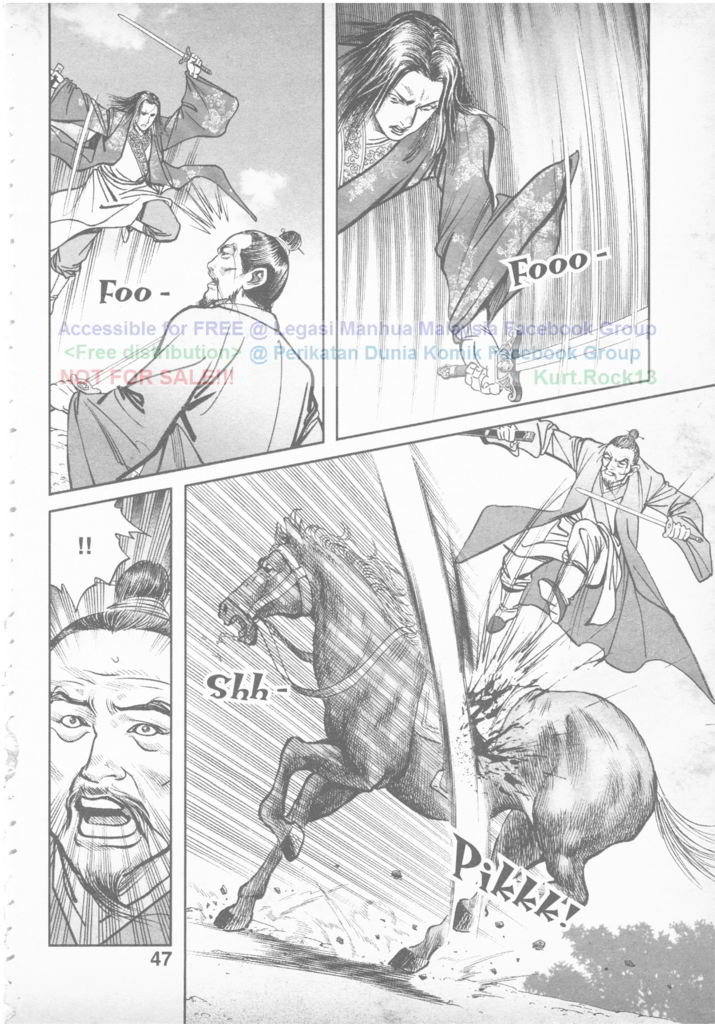 Foo -
Fooo -
Accessible for FREE @ Legasi Manhua Malaysia Facebook Group
<Free distribution> @ Perikatan Dunia Komik Facebook Group
NOT FOR SALE!!! Kurt.Rock13
!!
Shh -
Pikkk!
47